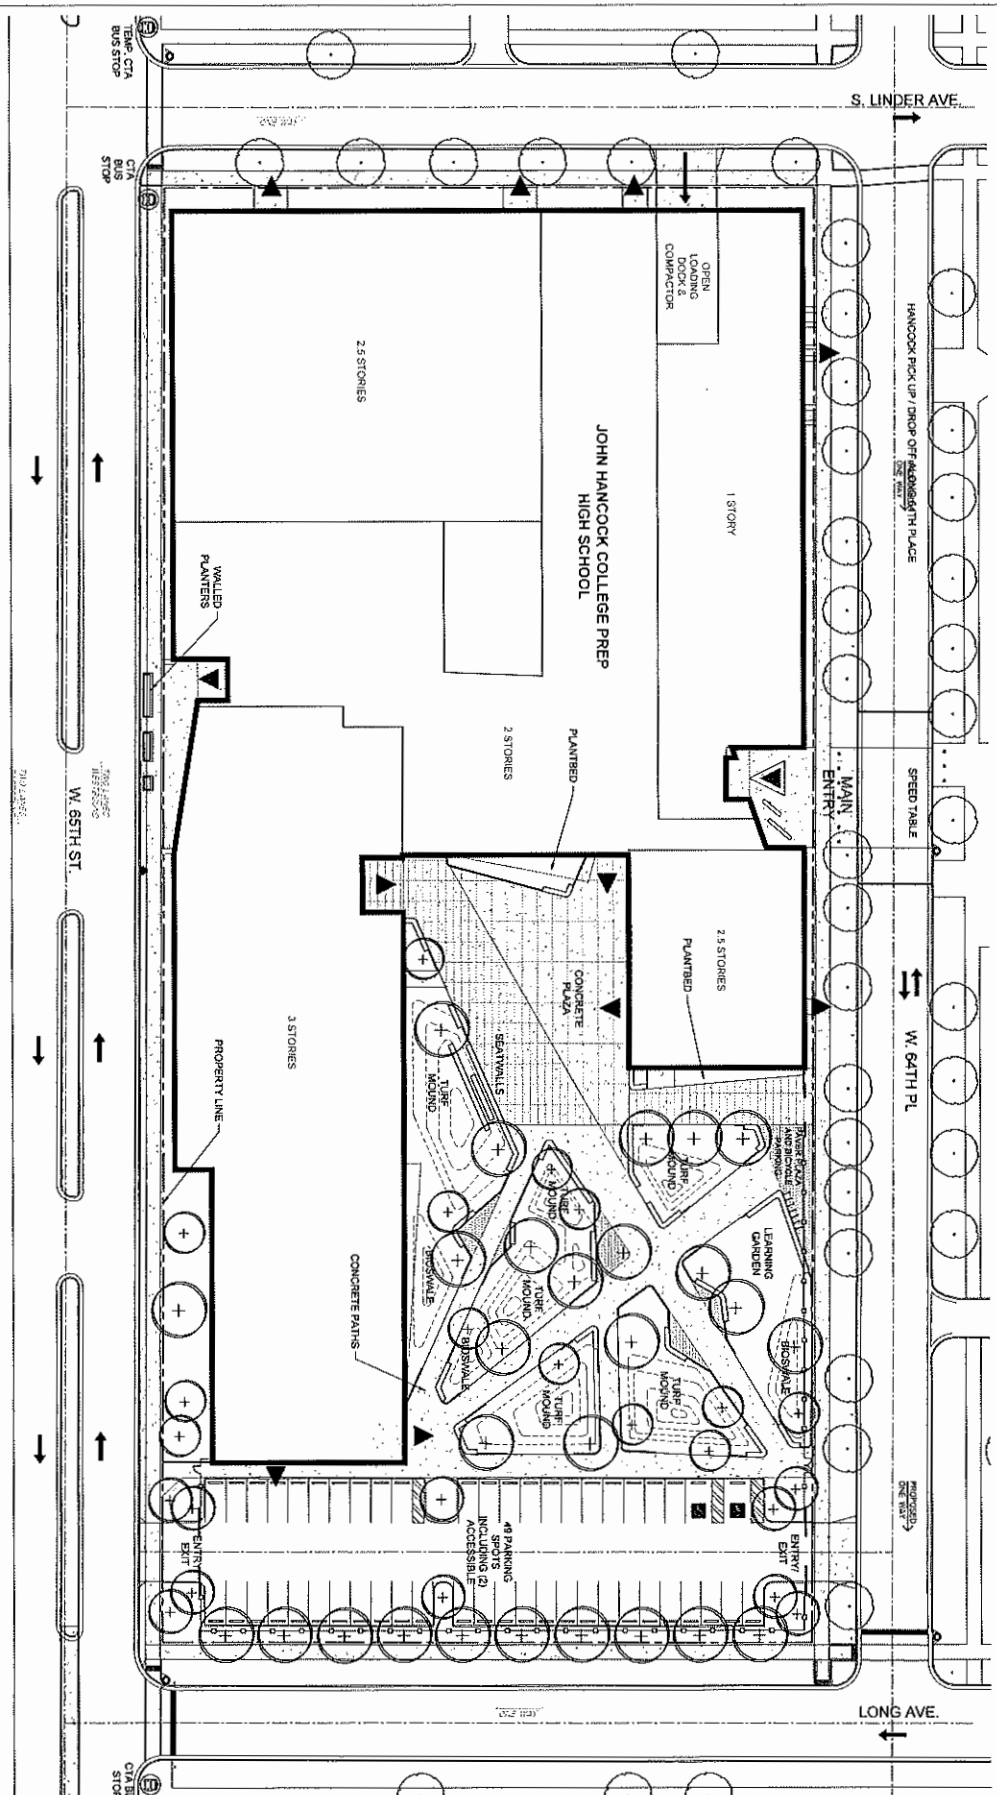 TEMP. CTA
BUS STOP
S. LINDER AVE.
CTA
BUS
STOP
OPEN
LOADING
DOCK &
COMPACTOR
HANCOCK PICK UP / DROP OFF ALONG 64TH PLACE
ONE WAY
2.5 STORIES
JOHN HANCOCK COLLEGE PREP
HIGH SCHOOL
1 STORY
WALLED
PLANTERS
2 STORIES
PLANTBED
MAIN
ENTRY
SPEED TABLE
W. 65TH ST.
2.5 STORIES
PLANTBED
CONCRETE
PLAZA
3 STORIES
SEATWALLS
TURF
MOUND
W. 64TH PL
PROPERTY LINE
TURF
MOUND
PAVER PLAZA
AND BICYCLE
PARKING
TURF
MOUND
LEARNING
GARDEN
BIOSWALE
TURF
MOUND
CONCRETE PATHS
BIOSWALE
BIOSWALE
TURF
MOUND
TURF
MOUND
PROPOSED
ONE WAY
ENTRY/
EXIT
49 PARKING
SPOTS
INCLUDING (2)
ACCESSIBLE
ENTRY/
EXIT
LONG AVE.